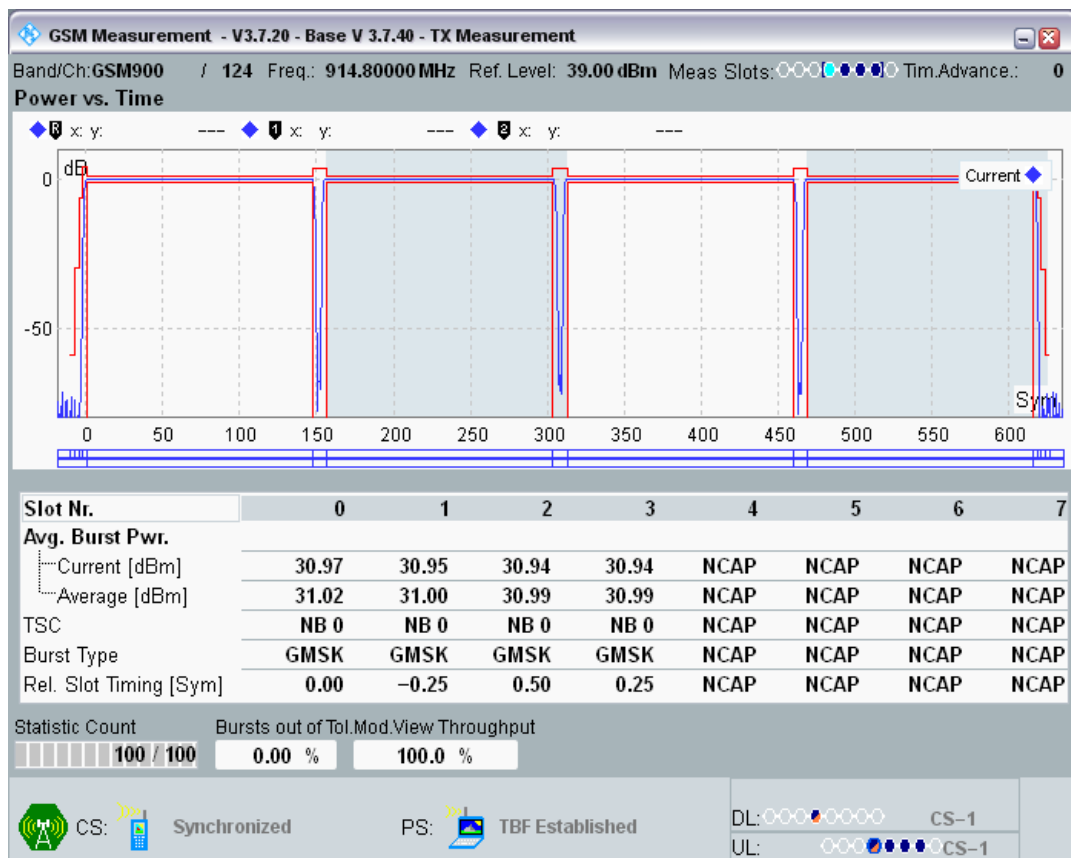 GSM Measurement - V3.7.20 - Base V 3.7.40 - TX Measurement
Band/Ch:GSM900 / 124 Freq.: 914.80000 MHz Ref. Level: 39.00 dBm Meas Slots: Tim.Advance.: 0
Power vs. Time
R x: y: --- 1 x: y: --- 2 x: y: ---
dB
Current
0
-50
Sym
0 50 100 150 200 250 300 350 400 450 500 550 600
Slot Nr. 0 1 2 3 4 5 6 7
Avg. Burst Pwr.
Current [dBm] 30.97 30.95 30.94 30.94 NCAP NCAP NCAP NCAP
Average [dBm] 31.02 31.00 30.99 30.99 NCAP NCAP NCAP NCAP
TSC NB 0 NB 0 NB 0 NB 0 NCAP NCAP NCAP NCAP
Burst Type GMSK GMSK GMSK GMSK NCAP NCAP NCAP NCAP
Rel. Slot Timing [Sym] 0.00 −0.25 0.50 0.25 NCAP NCAP NCAP NCAP
Statistic Count Bursts out of Tol.Mod.View Throughput
100 / 100 0.00 % 100.0 %
CS: Synchronized PS: TBF Established DL: CS−1
UL: CS−1